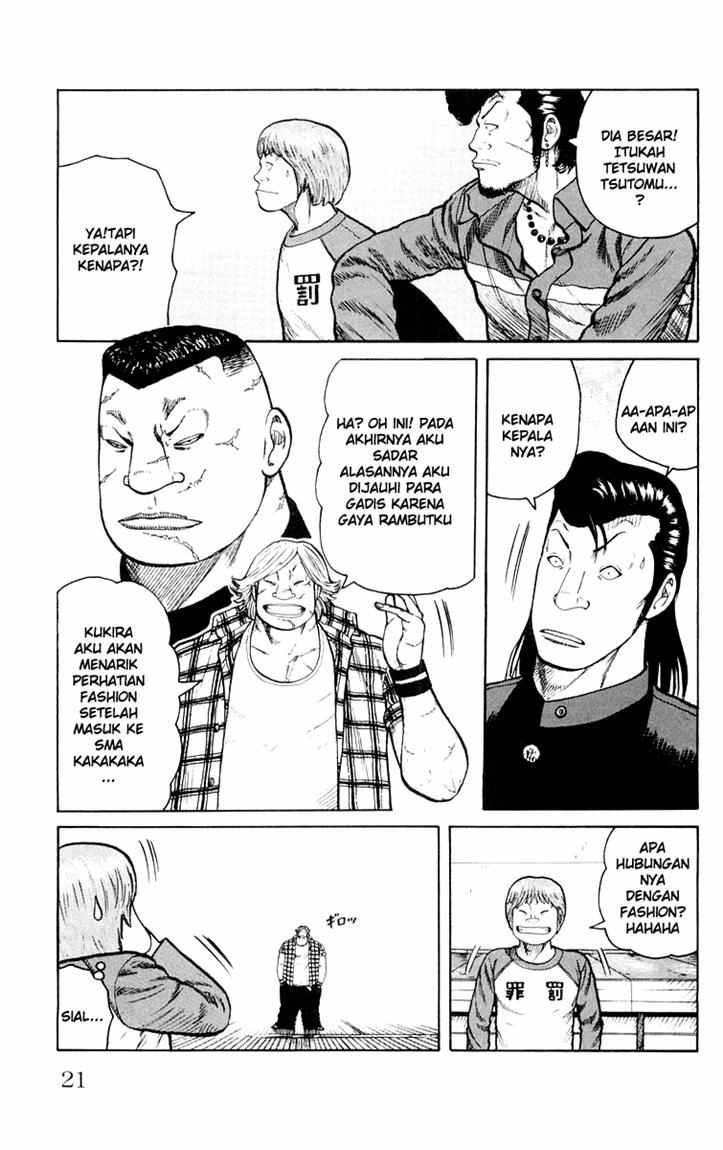 DIA BESAR!
ITUKAH
TETSUWAN
TSUTOMU...
?
YA!TAPI
KEPALANYA
KENAPA?!
罰
AA-APA-AP
AAN INI?
KENAPA
KEPALA
NYA?
HA? OH INI! PADA
AKHIRNYA AKU
SADAR
ALASANNYA AKU
DIJAUHI PARA
GADIS KARENA
GAYA RAMBUTKU
KUKIRA
AKU AKAN
MENARIK
PERHATIAN
FASHION
SETELAH
MASUK KE
SMA
KAKAKAKA
...
APA
HUBUNGAN
NYA
DENGAN
FASHION?
HAHAHA
罪 罰
ギロッ
SIAL...
21